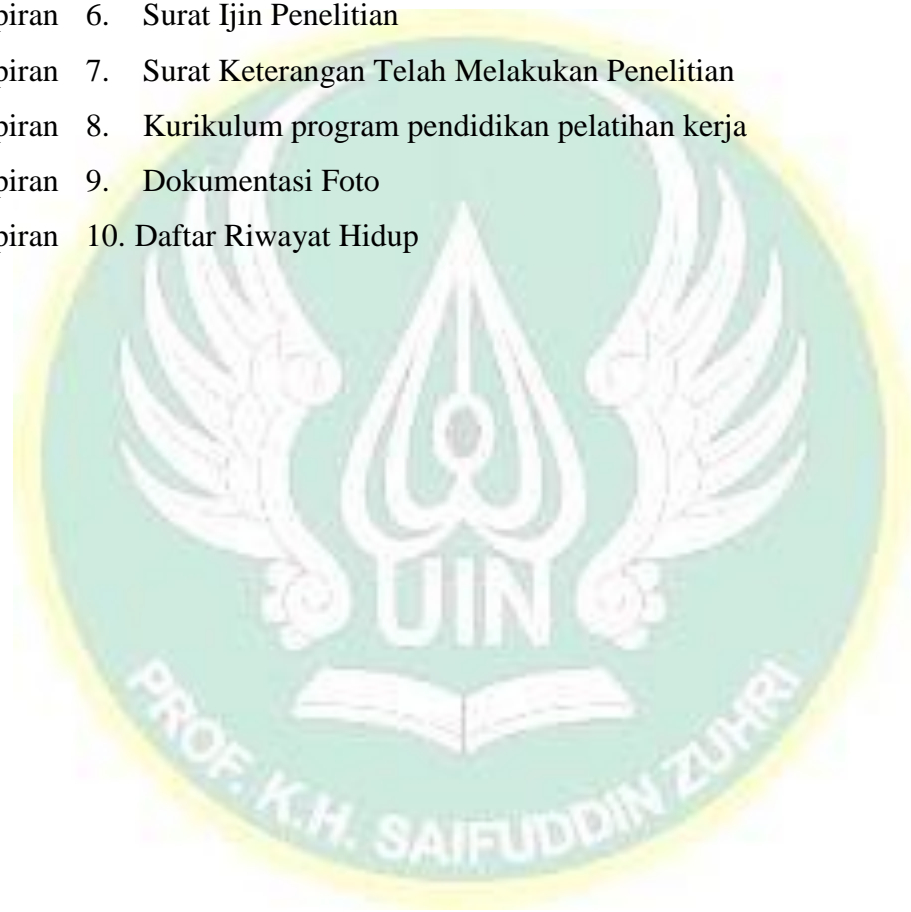 piran 6. Surat Ijin Penelitian
piran 7. Surat Keterangan Telah Melakukan Penelitian
piran 8. Kurikulum program pendidikan pelatihan kerja
piran 9. Dokumentasi Foto
piran 10. Daftar Riwayat Hidup
UIN
PROF. K.H. SAIFUDDIN ZUHRI